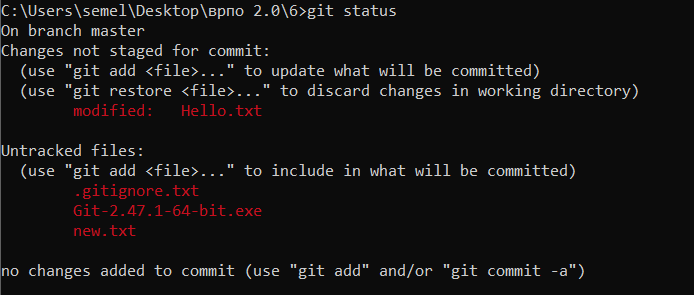 C:\Users\semel\Desktop\врпо 2.0\6>git status
On branch master
Changes not staged for commit:
  (use "git add <file>..." to update what will be committed)
  (use "git restore <file>..." to discard changes in working directory)
        modified:   Hello.txt

Untracked files:
  (use "git add <file>..." to include in what will be committed)
        .gitignore.txt
        Git-2.47.1-64-bit.exe
        new.txt

no changes added to commit (use "git add" and/or "git commit -a")